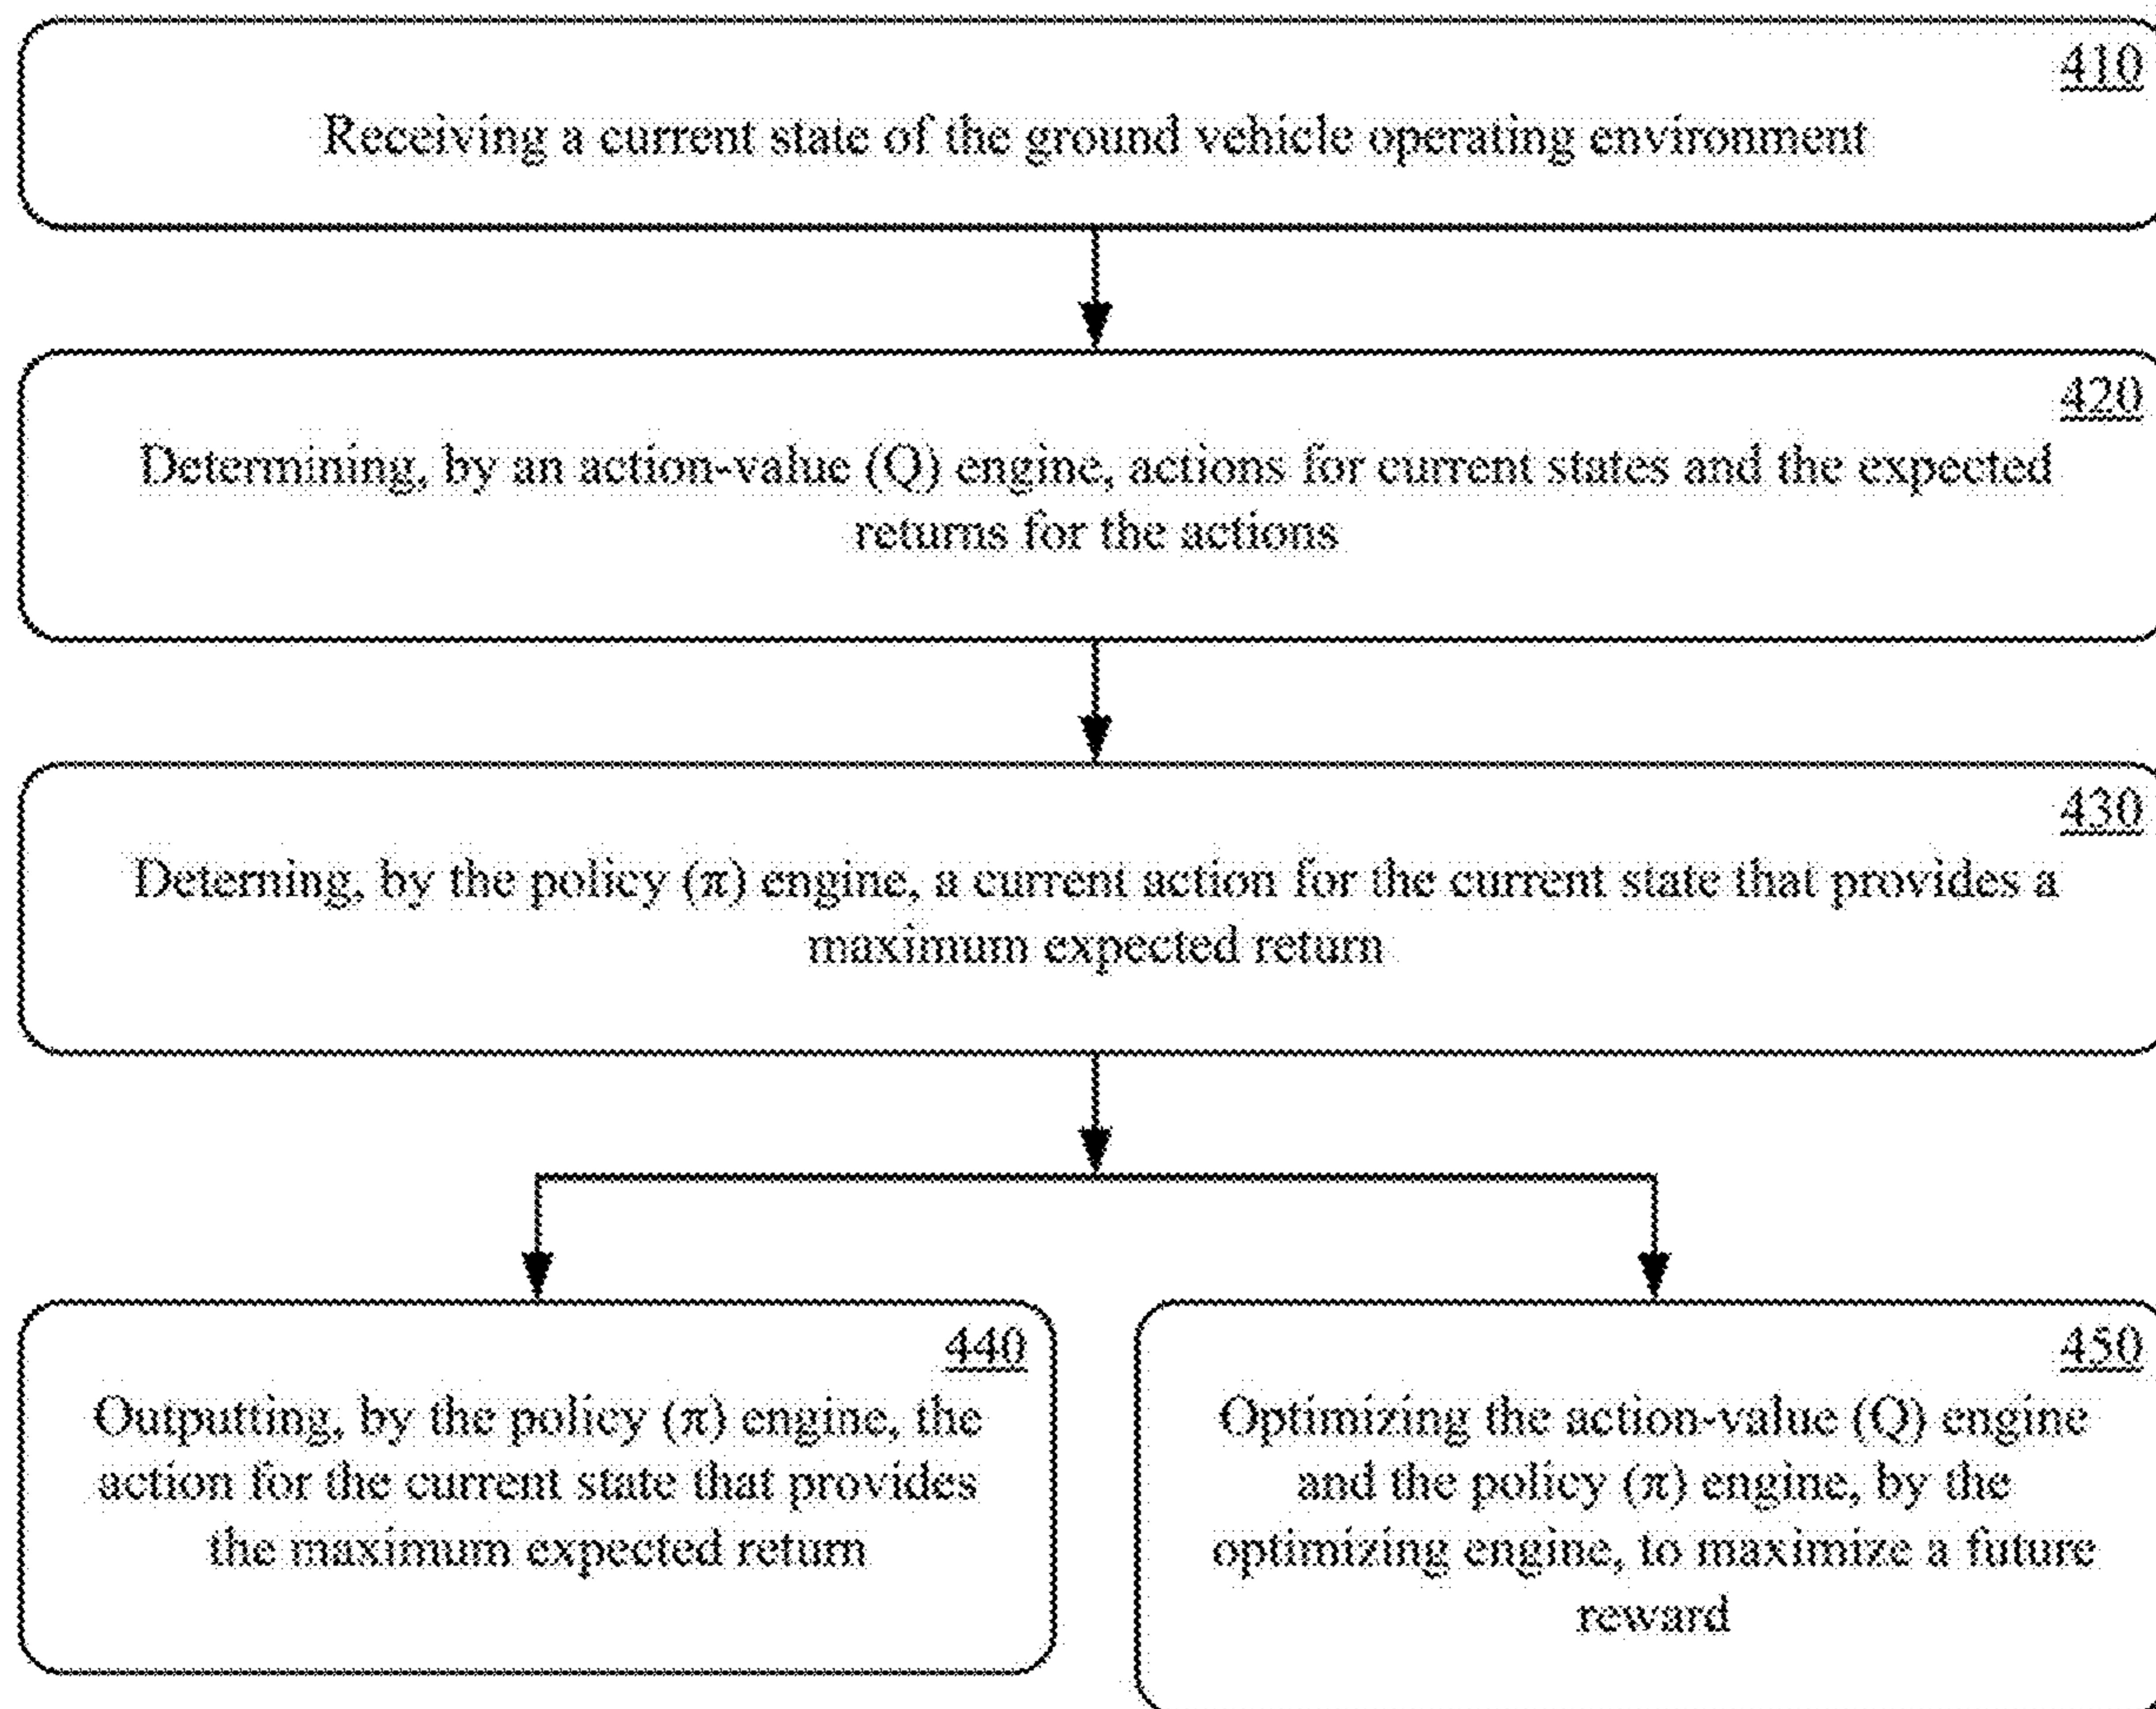 410
Receiving a current state of the ground vehicle operating environment
420
Determining, by an action-value (Q) engine, actions for current states and the expected
returns for the actions
430
Deterning, by the policy (π) engine, a current action for the current state that provides a
maximum expected return
440
Outputting, by the policy (π) engine, the
action for the current state that provides
the maximum expected return
450
Optimizing the action-value (Q) engine
and the policy (π) engine, by the
optimizing engine, to maximize a future
reward